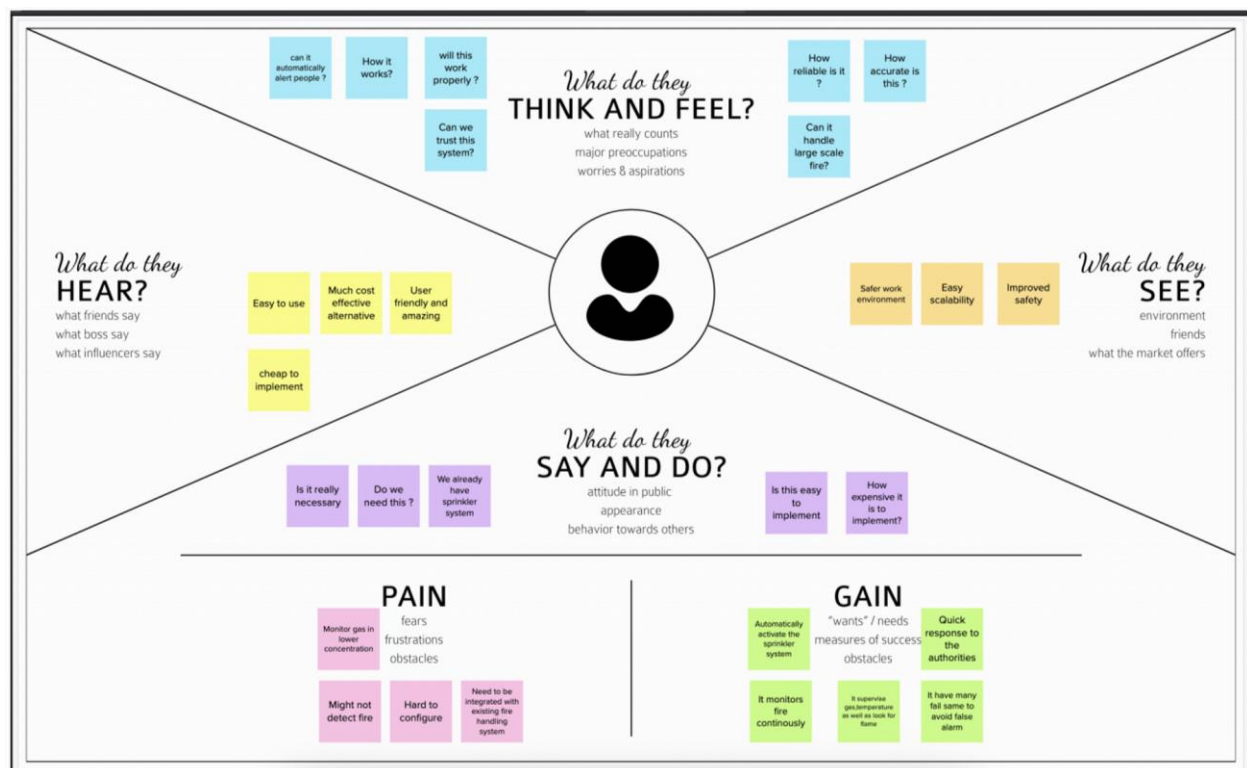 can it
automatically
alert people ?
How it
works?
will this
work
properly ?
Can we
trust this
system?
What do they
THINK AND FEEL?
what really counts
major preoccupations
worries & aspirations
How
reliable is it
?
How
accurate is
this ?
Can it
handle
large scale
fire?
What do they
HEAR?
what friends say
what boss say
what influencers say
Easy to use
Much cost
effective
alternative
User
friendly and
amazing
cheap to
implement
Safer work
environment
Easy
scalability
Improved
safety
What do they
SEE?
environment
friends
what the market offers
What do they
SAY AND DO?
attitude in public
appearance
behavior towards others
Is it really
necessary
Do we
need this ?
We already
have
sprinkler
system
Is this easy
to
implement
How
expensive it
is to
implement?
PAIN
fears
frustrations
obstacles
Monitor gas in
lower
concentration
Might not
detect fire
Hard to
configure
Need to be
integrated with
existing fire
handling
system
GAIN
"wants" / needs
measures of success
obstacles
Automatically
activate the
sprinkler
system
Quick
response to
the
authorities
It monitors
fire
continously
It supervise
gas,temperature
as well as look for
flame
It have many
fail same to
avoid false
alarm